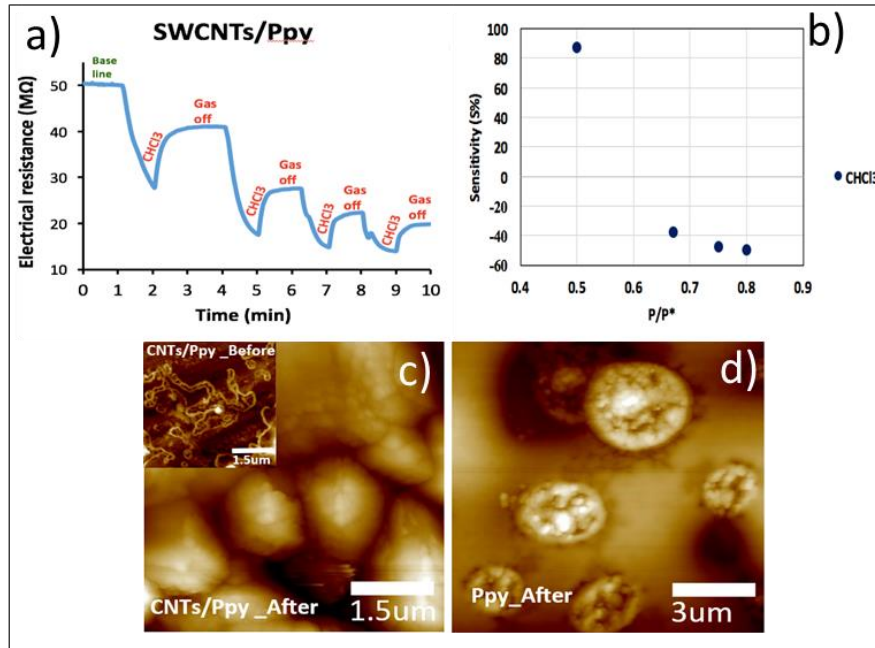 a)
SWCNTs/Ppy
Base
line
Electrical resistance (MΩ)
50
40
30
20
10
CHCl3
Gas
off
CHCl3
Gas
off
CHCl3
Gas
off
CHCl3
Gas
off
0 1 2 3 4 5 6 7 8 9 10
Time (min)
b)
Sensitivity (S%)
100
80
60
40
20
0
-20
-40
-60
0.4 0.5 0.6 0.7 0.8 0.9
P/P*
CHCl3
CNTs/Ppy _Before
1.5um
c)
CNTs/Ppy _After
1.5um
d)
Ppy_After
3um